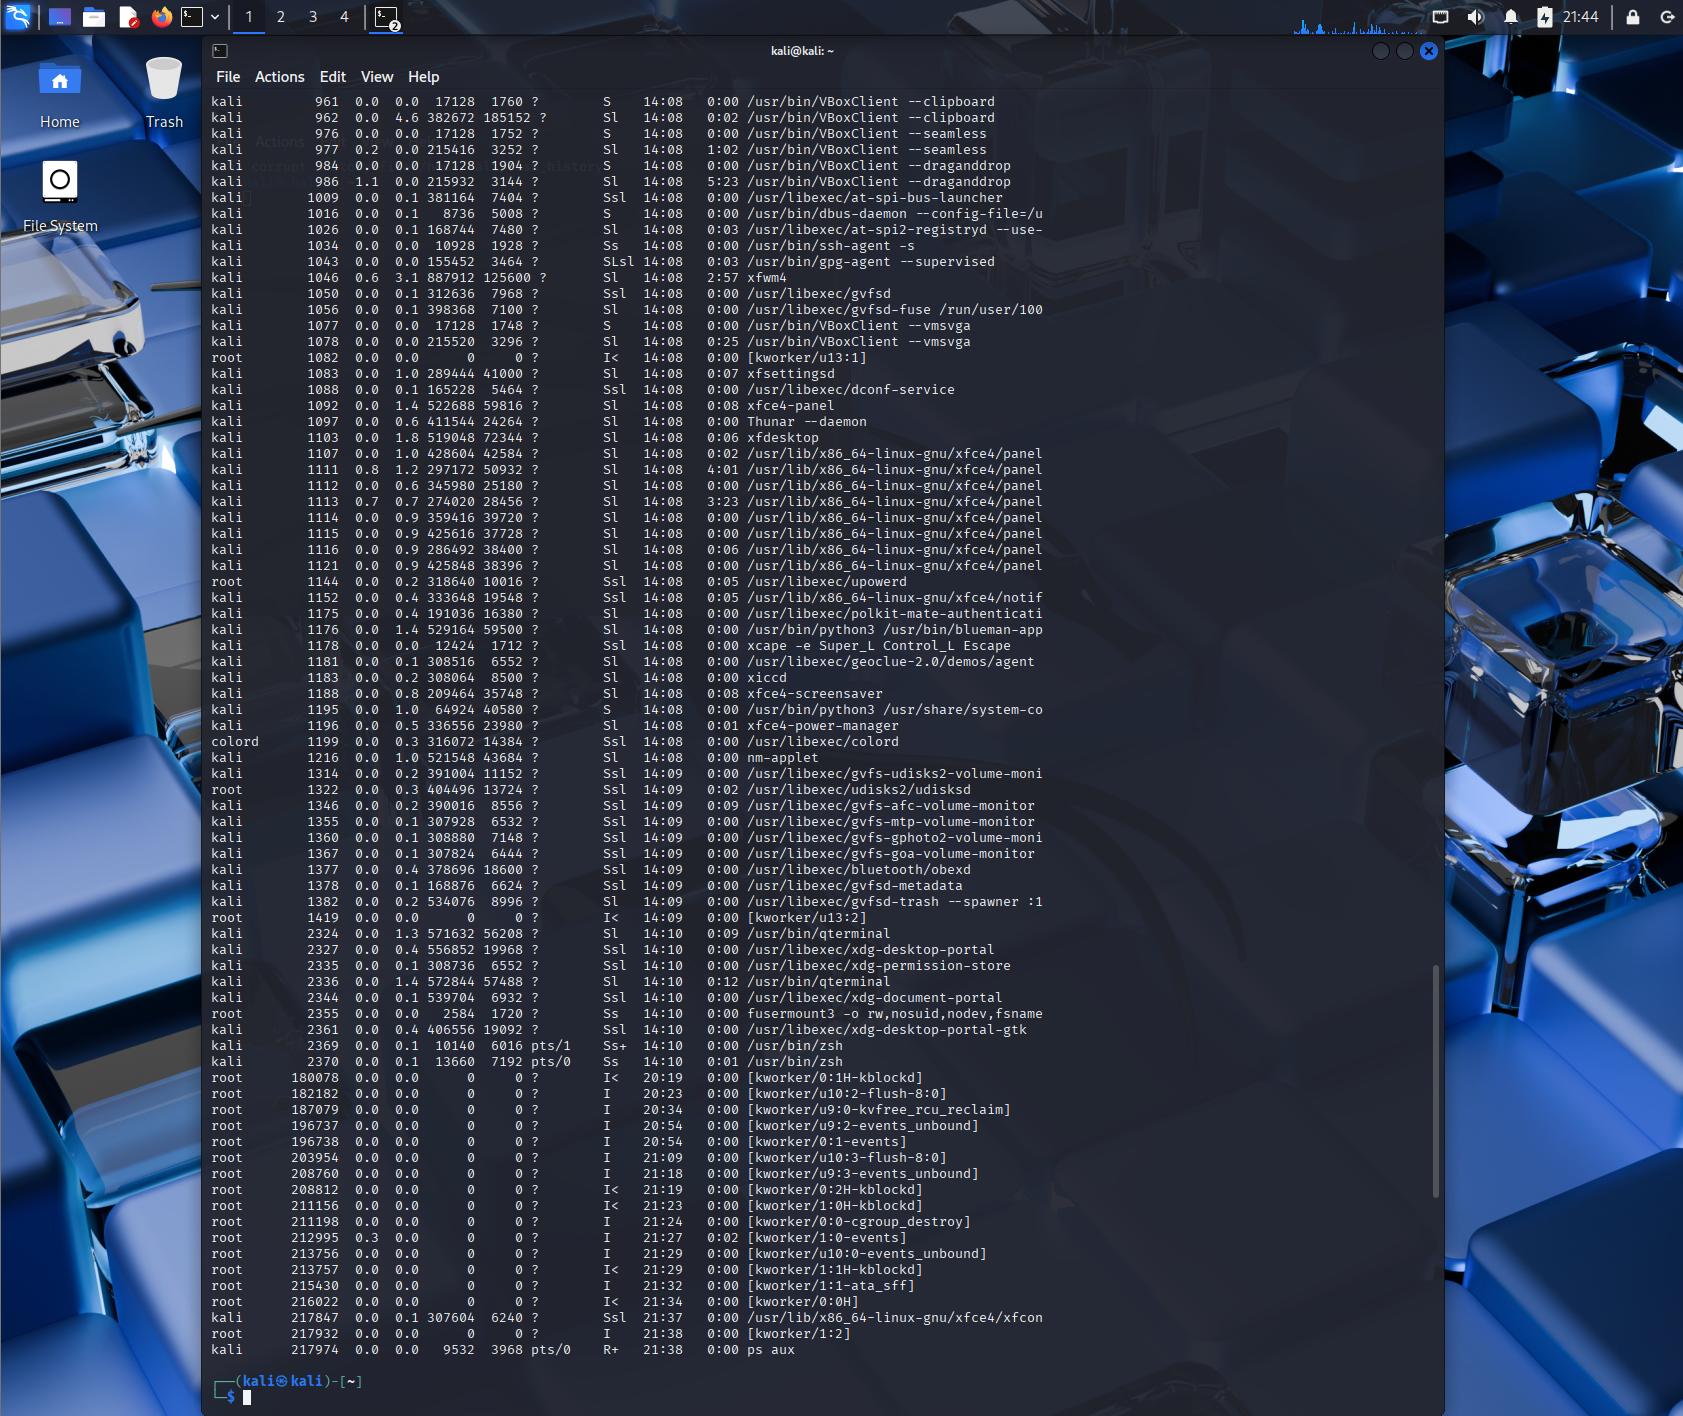 1 2 3 4 2 21:44
kali@kali: ~
File Actions Edit View Help
Home
Trash
File System
kali 961 0.0 0.0 17128 1760 ? S 14:08 0:00 /usr/bin/VBoxClient --clipboard
kali 962 0.0 4.6 382672 185152 ? Sl 14:08 0:02 /usr/bin/VBoxClient --clipboard
kali 976 0.0 0.0 17128 1752 ? S 14:08 0:00 /usr/bin/VBoxClient --seamless
kali 977 0.2 0.0 215416 3252 ? Sl 14:08 1:02 /usr/bin/VBoxClient --seamless
kali 984 0.0 0.0 17128 1904 ? S 14:08 0:00 /usr/bin/VBoxClient --draganddrop
kali 986 1.1 0.0 215932 3144 ? Sl 14:08 5:23 /usr/bin/VBoxClient --draganddrop
kali 1009 0.0 0.1 381164 7404 ? Ssl 14:08 0:00 /usr/libexec/at-spi-bus-launcher
kali 1016 0.0 0.1 8736 5008 ? S 14:08 0:00 /usr/bin/dbus-daemon --config-file=/u
kali 1026 0.0 0.1 168744 7480 ? Sl 14:08 0:03 /usr/libexec/at-spi2-registryd --use-
kali 1034 0.0 0.0 10928 1928 ? Ss 14:08 0:00 /usr/bin/ssh-agent -s
kali 1043 0.0 0.0 155452 3464 ? SLsl 14:08 0:03 /usr/bin/gpg-agent --supervised
kali 1046 0.6 3.1 887912 125600 ? Sl 14:08 2:57 xfwm4
kali 1050 0.0 0.1 312636 7968 ? Ssl 14:08 0:00 /usr/libexec/gvfsd
kali 1056 0.0 0.1 398368 7100 ? Sl 14:08 0:00 /usr/libexec/gvfsd-fuse /run/user/100
kali 1077 0.0 0.0 17128 1748 ? S 14:08 0:00 /usr/bin/VBoxClient --vmsvga
kali 1078 0.0 0.0 215520 3296 ? Sl 14:08 0:25 /usr/bin/VBoxClient --vmsvga
root 1082 0.0 0.0 0 0 ? I< 14:08 0:00 [kworker/u13:1]
kali 1083 0.0 1.0 289444 41000 ? Sl 14:08 0:07 xfsettingsd
kali 1088 0.0 0.1 165228 5464 ? Ssl 14:08 0:00 /usr/libexec/dconf-service
kali 1092 0.0 1.4 522688 59816 ? Sl 14:08 0:08 xfce4-panel
kali 1097 0.0 0.6 411544 24264 ? Sl 14:08 0:00 Thunar --daemon
kali 1103 0.0 1.8 519048 72344 ? Sl 14:08 0:06 xfdesktop
kali 1107 0.0 1.0 428604 42584 ? Sl 14:08 0:02 /usr/lib/x86_64-linux-gnu/xfce4/panel
kali 1111 0.8 1.2 297172 50932 ? Sl 14:08 4:01 /usr/lib/x86_64-linux-gnu/xfce4/panel
kali 1112 0.0 0.6 345980 25180 ? Sl 14:08 0:00 /usr/lib/x86_64-linux-gnu/xfce4/panel
kali 1113 0.7 0.7 274020 28456 ? Sl 14:08 3:23 /usr/lib/x86_64-linux-gnu/xfce4/panel
kali 1114 0.0 0.9 359416 39720 ? Sl 14:08 0:00 /usr/lib/x86_64-linux-gnu/xfce4/panel
kali 1115 0.0 0.9 425616 37728 ? Sl 14:08 0:00 /usr/lib/x86_64-linux-gnu/xfce4/panel
kali 1116 0.0 0.9 286492 38400 ? Sl 14:08 0:06 /usr/lib/x86_64-linux-gnu/xfce4/panel
kali 1121 0.0 0.9 425848 38396 ? Sl 14:08 0:00 /usr/lib/x86_64-linux-gnu/xfce4/panel
root 1144 0.0 0.2 318640 10016 ? Ssl 14:08 0:05 /usr/libexec/upowerd
kali 1152 0.0 0.4 333648 19548 ? Ssl 14:08 0:05 /usr/lib/x86_64-linux-gnu/xfce4/notif
kali 1175 0.0 0.4 191036 16380 ? Sl 14:08 0:00 /usr/libexec/polkit-mate-authenticati
kali 1176 0.0 1.4 529164 59500 ? Sl 14:08 0:00 /usr/bin/python3 /usr/bin/blueman-app
kali 1178 0.0 0.0 12424 1712 ? Ssl 14:08 0:00 xcape -e Super_L Control_L Escape
kali 1181 0.0 0.1 308516 6552 ? Sl 14:08 0:00 /usr/libexec/geoclue-2.0/demos/agent
kali 1183 0.0 0.2 308064 8500 ? Sl 14:08 0:00 xiccd
kali 1188 0.0 0.8 209464 35748 ? Sl 14:08 0:08 xfce4-screensaver
kali 1195 0.0 1.0 64924 40580 ? S 14:08 0:00 /usr/bin/python3 /usr/share/system-co
kali 1196 0.0 0.5 336556 23980 ? Sl 14:08 0:01 xfce4-power-manager
colord 1199 0.0 0.3 316072 14384 ? Ssl 14:08 0:00 /usr/libexec/colord
kali 1216 0.0 1.0 521548 43684 ? Sl 14:08 0:00 nm-applet
kali 1314 0.0 0.2 391004 11152 ? Ssl 14:09 0:00 /usr/libexec/gvfs-udisks2-volume-moni
root 1322 0.0 0.3 404496 13724 ? Ssl 14:09 0:02 /usr/libexec/udisks2/udisksd
kali 1346 0.0 0.2 390016 8556 ? Ssl 14:09 0:09 /usr/libexec/gvfs-afc-volume-monitor
kali 1355 0.0 0.1 307928 6532 ? Ssl 14:09 0:00 /usr/libexec/gvfs-mtp-volume-monitor
kali 1360 0.0 0.1 308880 7148 ? Ssl 14:09 0:00 /usr/libexec/gvfs-gphoto2-volume-moni
kali 1367 0.0 0.1 307824 6444 ? Ssl 14:09 0:00 /usr/libexec/gvfs-goa-volume-monitor
kali 1377 0.0 0.4 378696 18600 ? Ssl 14:09 0:00 /usr/libexec/bluetooth/obexd
kali 1378 0.0 0.1 168876 6624 ? Ssl 14:09 0:00 /usr/libexec/gvfsd-metadata
kali 1382 0.0 0.2 534076 8996 ? Sl 14:09 0:00 /usr/libexec/gvfsd-trash --spawner :1
root 1419 0.0 0.0 0 0 ? I< 14:09 0:00 [kworker/u13:2]
kali 2324 0.0 1.3 571632 56208 ? Sl 14:10 0:09 /usr/bin/qterminal
kali 2327 0.0 0.4 556852 19968 ? Ssl 14:10 0:00 /usr/libexec/xdg-desktop-portal
kali 2335 0.0 0.1 308736 6552 ? Ssl 14:10 0:00 /usr/libexec/xdg-permission-store
kali 2336 0.0 1.4 572844 57488 ? Sl 14:10 0:12 /usr/bin/qterminal
kali 2344 0.0 0.1 539704 6932 ? Ssl 14:10 0:00 /usr/libexec/xdg-document-portal
root 2355 0.0 0.0 2584 1720 ? Ss 14:10 0:00 fusermount3 -o rw,nosuid,nodev,fsname
kali 2361 0.0 0.4 406556 19092 ? Ssl 14:10 0:00 /usr/libexec/xdg-desktop-portal-gtk
kali 2369 0.0 0.1 10140 6016 pts/1 Ss+ 14:10 0:00 /usr/bin/zsh
kali 2370 0.0 0.1 13660 7192 pts/0 Ss 14:10 0:01 /usr/bin/zsh
root 180078 0.0 0.0 0 0 ? I< 20:19 0:00 [kworker/0:1H-kblockd]
root 182182 0.0 0.0 0 0 ? I 20:23 0:00 [kworker/u10:2-flush-8:0]
root 187079 0.0 0.0 0 0 ? I 20:34 0:00 [kworker/u9:0-kvfree_rcu_reclaim]
root 196737 0.0 0.0 0 0 ? I 20:54 0:00 [kworker/u9:2-events_unbound]
root 196738 0.0 0.0 0 0 ? I 20:54 0:00 [kworker/0:1-events]
root 203954 0.0 0.0 0 0 ? I 21:09 0:00 [kworker/u10:3-flush-8:0]
root 208760 0.0 0.0 0 0 ? I 21:18 0:00 [kworker/u9:3-events_unbound]
root 208812 0.0 0.0 0 0 ? I< 21:19 0:00 [kworker/0:2H-kblockd]
root 211156 0.0 0.0 0 0 ? I< 21:23 0:00 [kworker/1:0H-kblockd]
root 211198 0.0 0.0 0 0 ? I 21:24 0:00 [kworker/0:0-cgroup_destroy]
root 212995 0.3 0.0 0 0 ? I 21:27 0:02 [kworker/1:0-events]
root 213756 0.0 0.0 0 0 ? I 21:29 0:00 [kworker/u10:0-events_unbound]
root 213757 0.0 0.0 0 0 ? I< 21:29 0:00 [kworker/1:1H-kblockd]
root 215430 0.0 0.0 0 0 ? I 21:32 0:00 [kworker/1:1-ata_sff]
root 216022 0.0 0.0 0 0 ? I< 21:34 0:00 [kworker/0:0H]
kali 217847 0.0 0.1 307604 6240 ? Ssl 21:37 0:00 /usr/lib/x86_64-linux-gnu/xfce4/xfcon
root 217932 0.0 0.0 0 0 ? I 21:38 0:00 [kworker/1:2]
kali 217974 0.0 0.0 9532 3968 pts/0 R+ 21:38 0:00 ps aux
┌──(kali㉿kali)-[~]
└─$